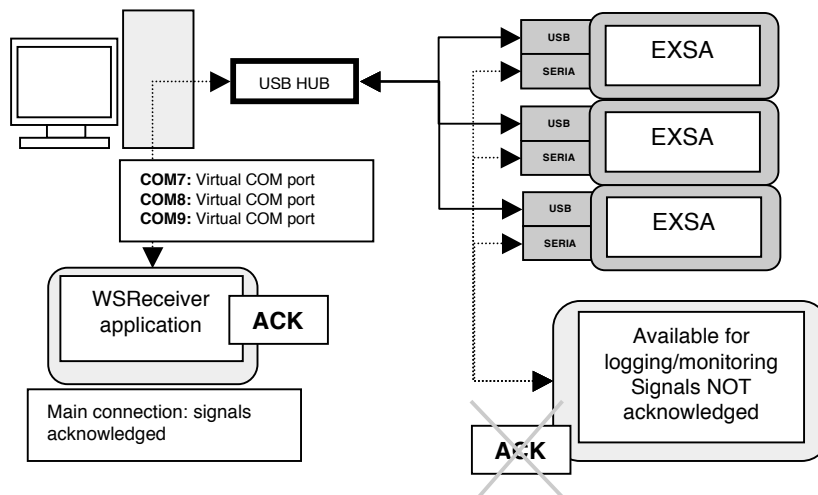 USB HUB
USB
SERIA
EXSA
USB
SERIA
EXSA
USB
SERIA
EXSA
COM7: Virtual COM port
COM8: Virtual COM port
COM9: Virtual COM port
WSReceiver
application
ACK
Main connection: signals
acknowledged
Available for
logging/monitoring
Signals NOT
acknowledged
ACK